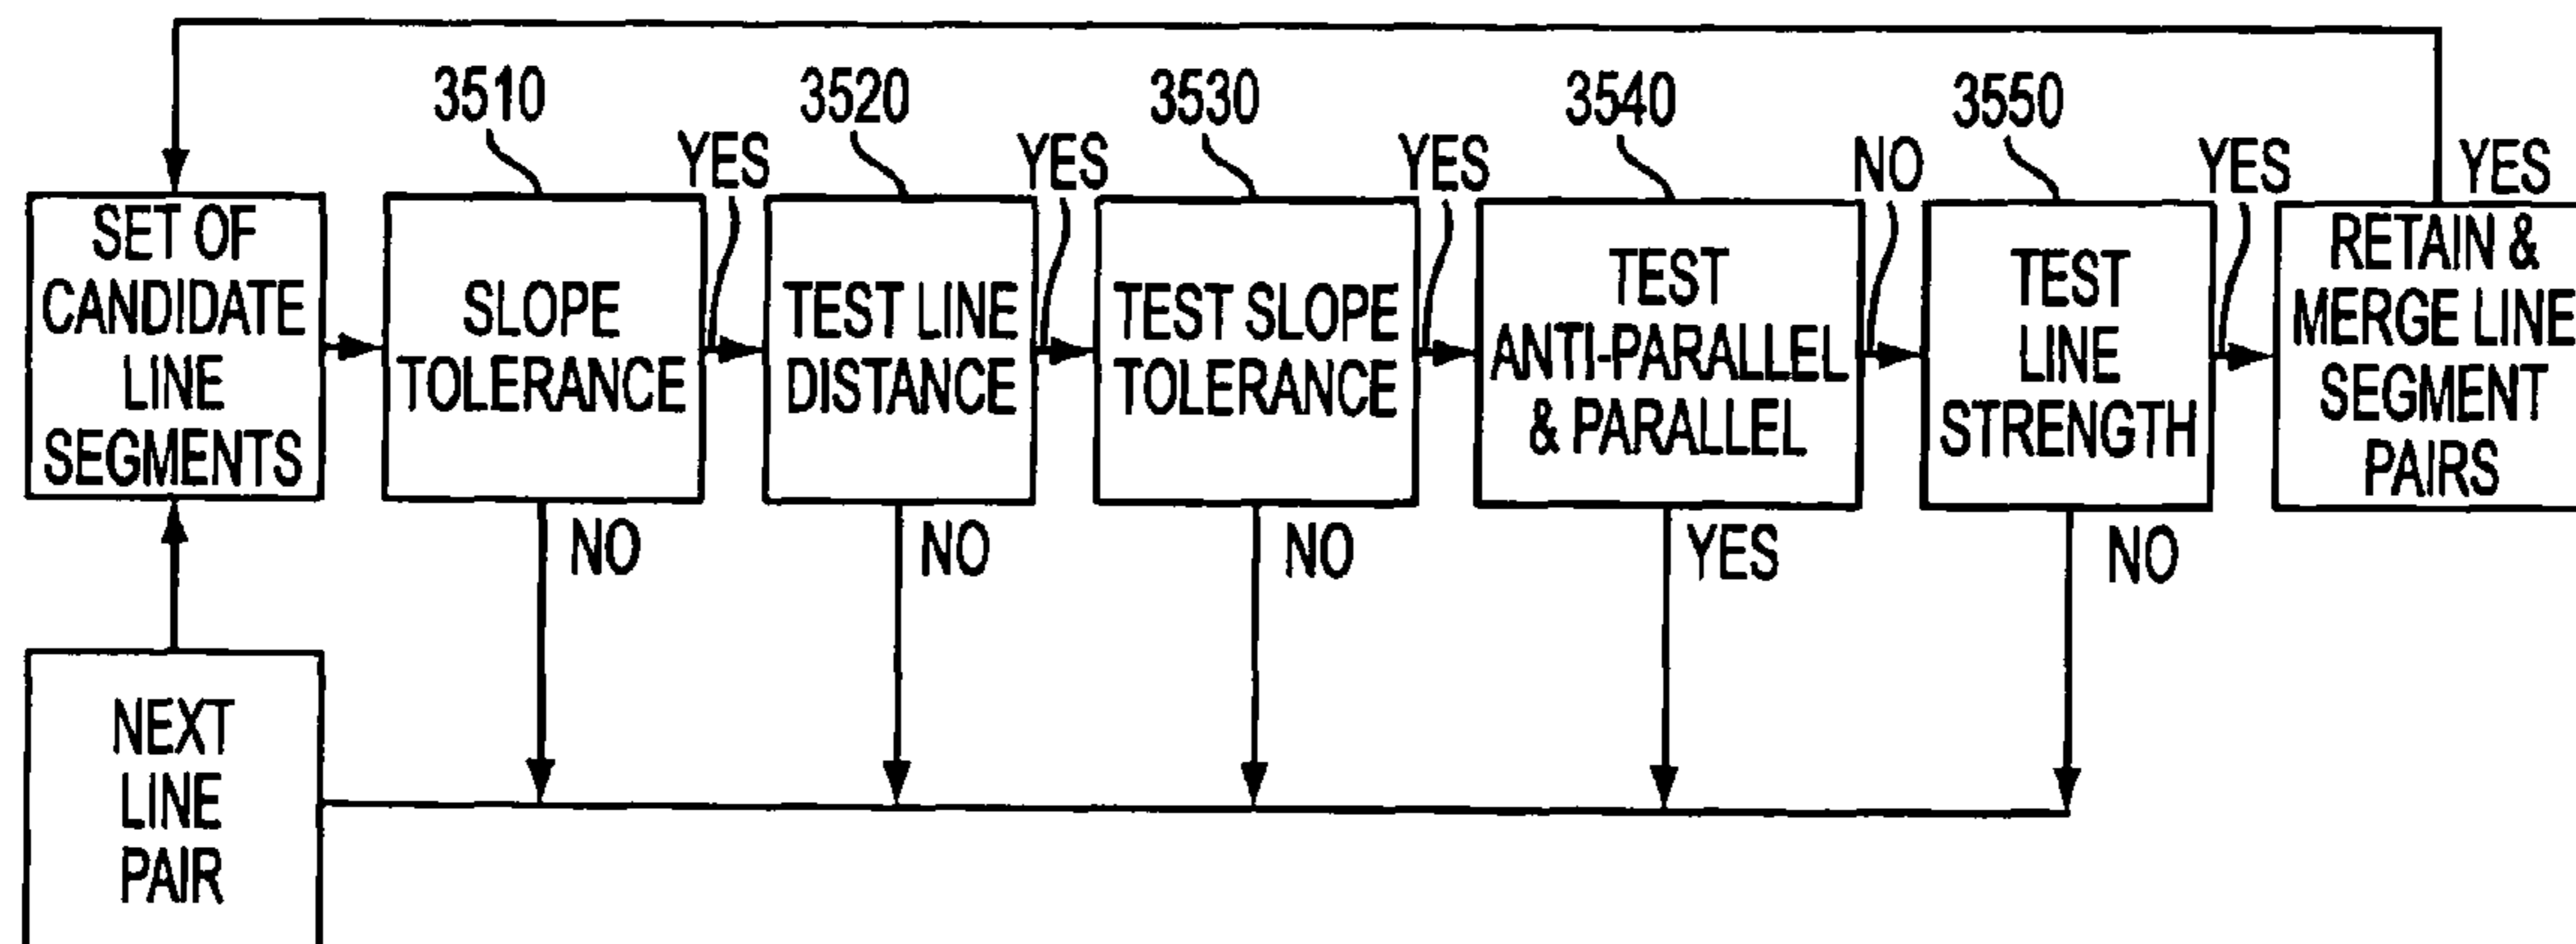 3510
3520
3530
3540
3550
YES
YES
YES
NO
YES
YES
SET OF
CANDIDATE
LINE
SEGMENTS
SLOPE
TOLERANCE
TEST LINE
DISTANCE
TEST SLOPE
TOLERANCE
TEST
ANTI-PARALLEL
& PARALLEL
TEST
LINE
STRENGTH
RETAIN &
MERGE LINE
SEGMENT
PAIRS
NO
NO
NO
YES
NO
NEXT
LINE
PAIR